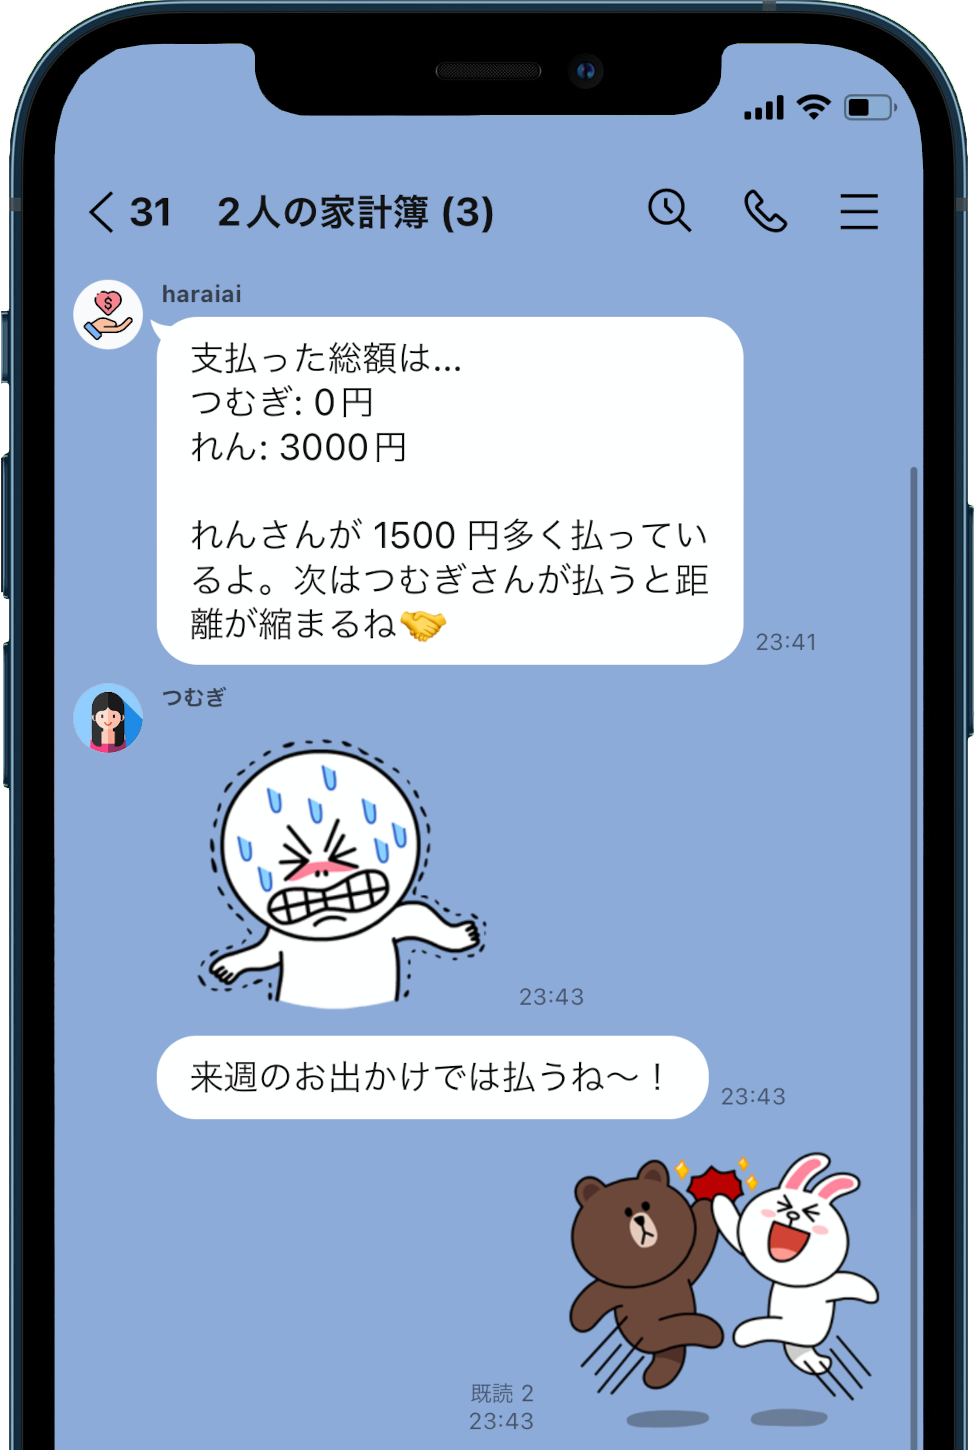 31 2人の家計簿 (3)
haraiai
支払った総額は...
つむぎ: 0円
れん: 3000円
れんさんが 1500 円多く払ってい
るよ。次はつむぎさんが払うと距
離が縮まるね🤝
23:41
つむぎ
23:43
来週のお出かけでは払うね〜！
23:43
既読 2
23:43